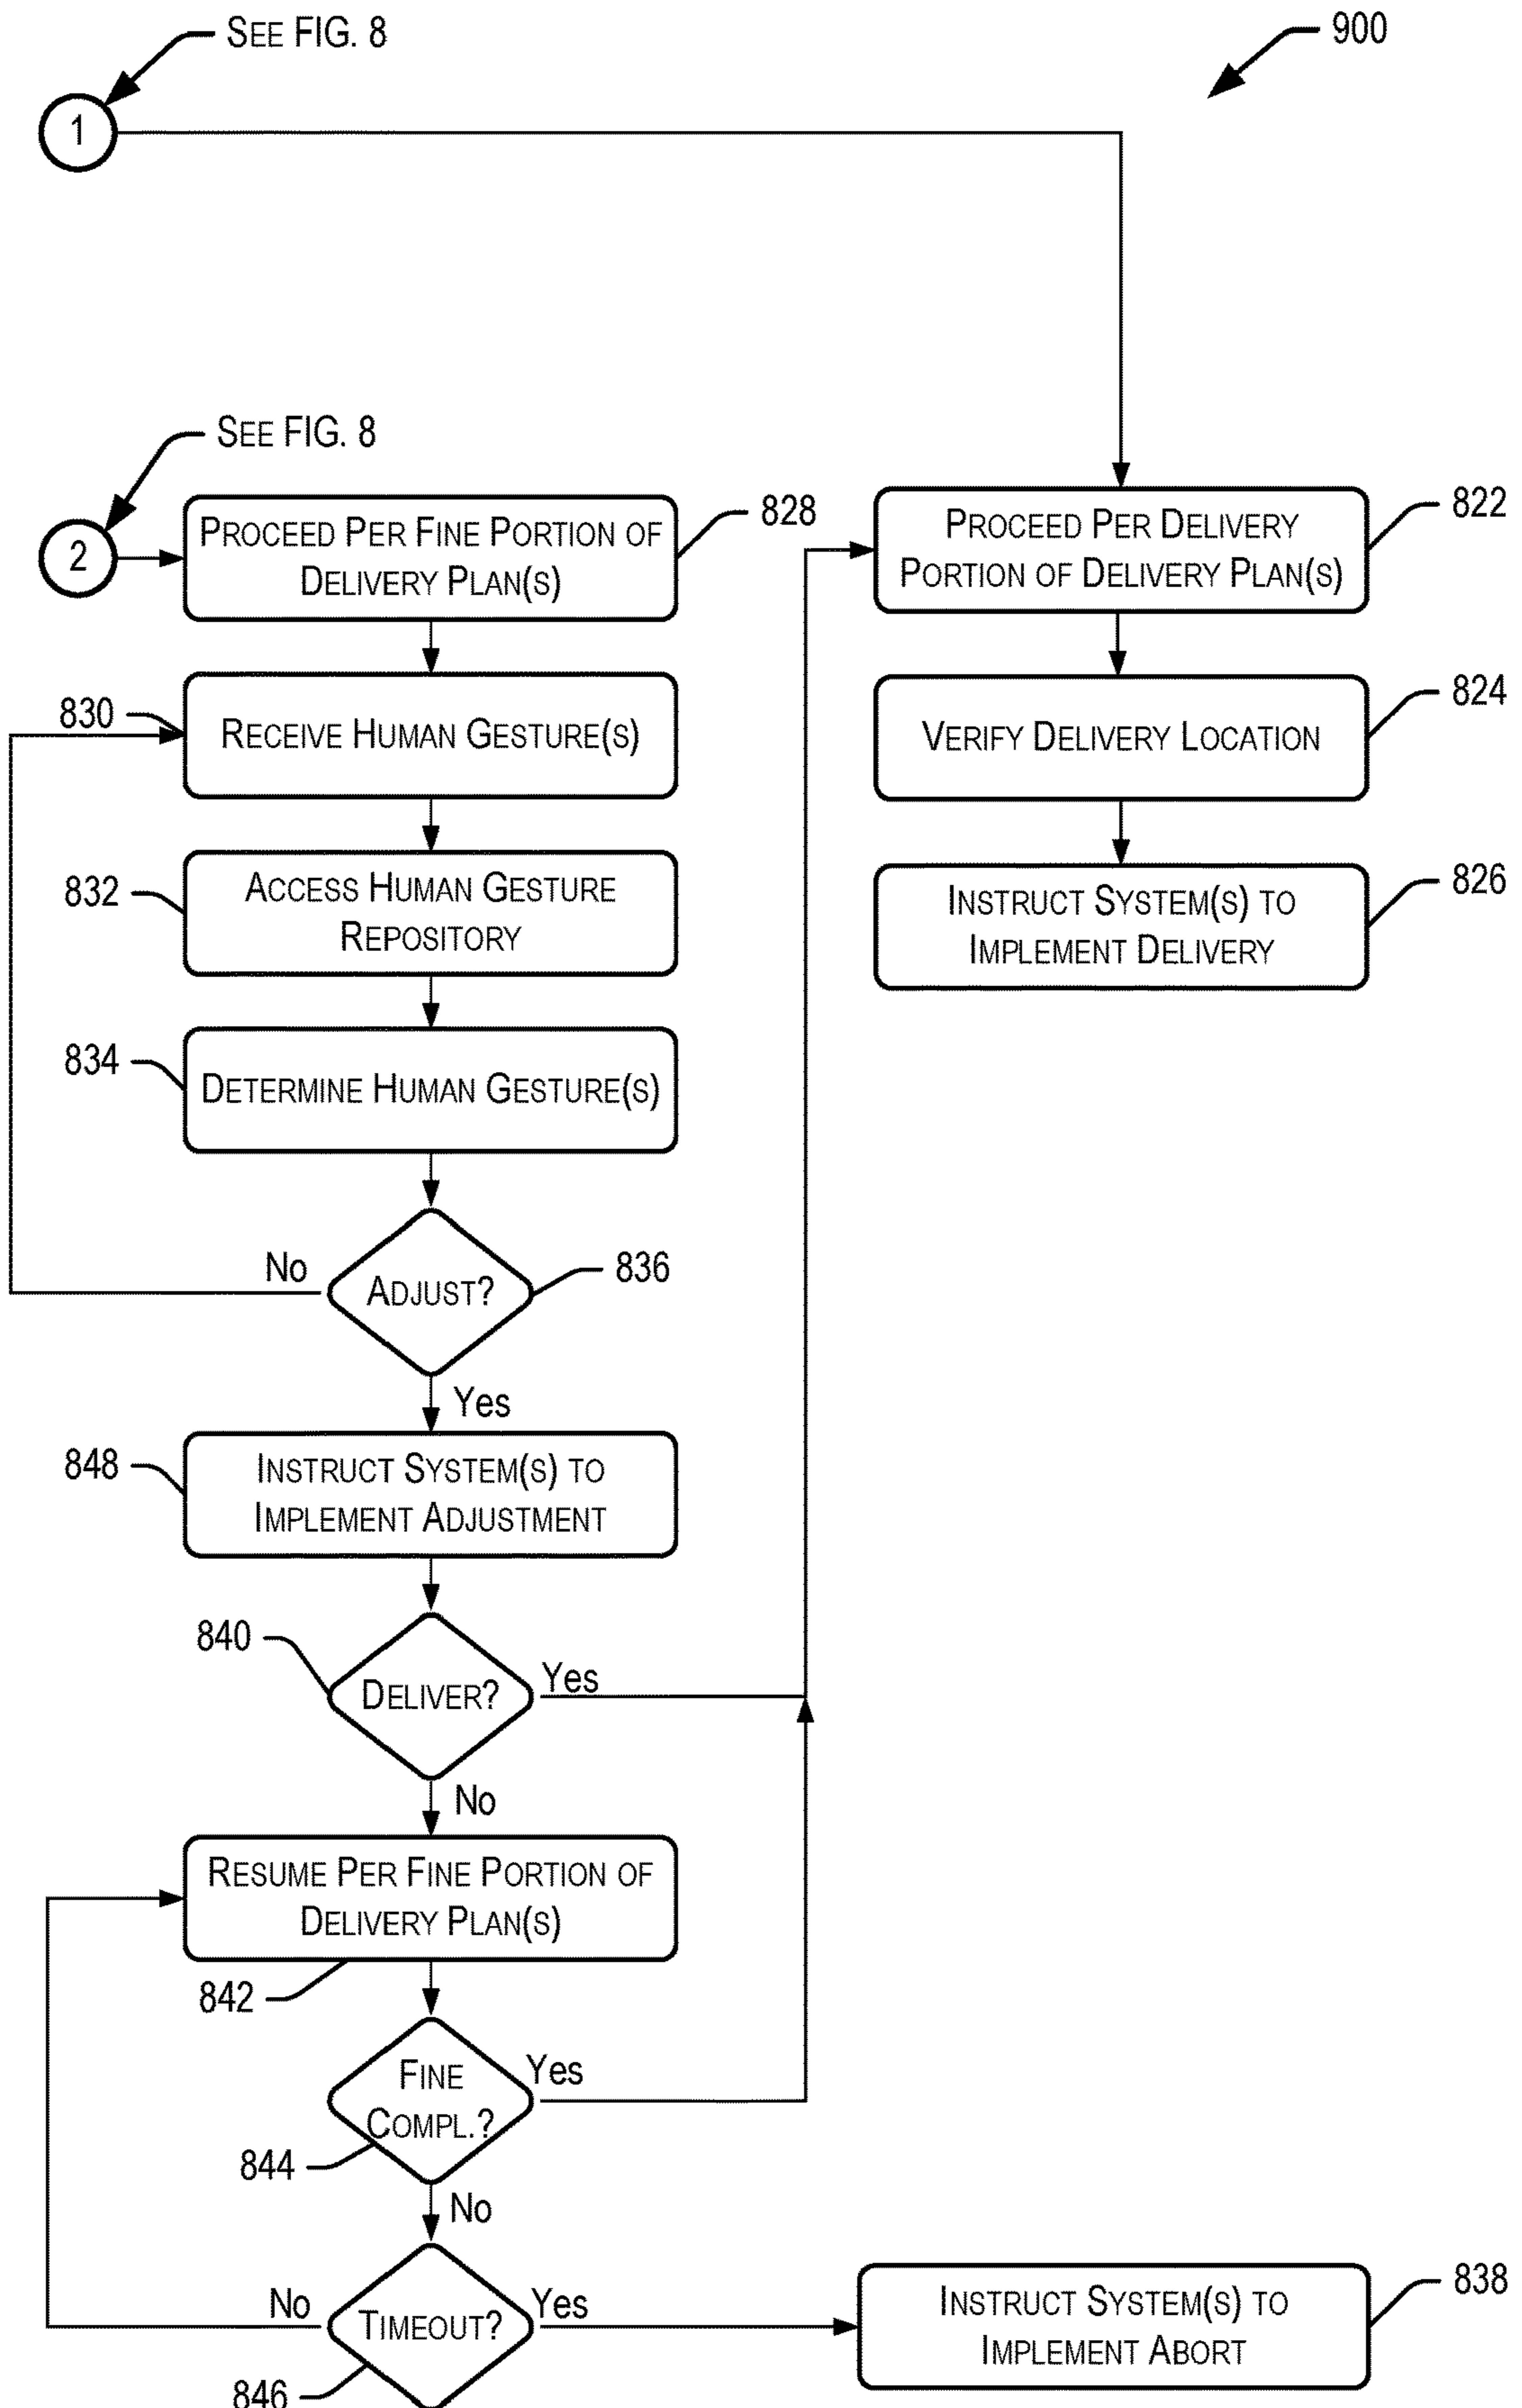 SEE FIG. 8
900
1
SEE FIG. 8
2
PROCEED PER FINE PORTION OF
DELIVERY PLAN(S)
828
PROCEED PER DELIVERY
PORTION OF DELIVERY PLAN(S)
822
830
RECEIVE HUMAN GESTURE(S)
VERIFY DELIVERY LOCATION
824
832
ACCESS HUMAN GESTURE
REPOSITORY
INSTRUCT SYSTEM(S) TO
IMPLEMENT DELIVERY
826
834
DETERMINE HUMAN GESTURE(S)
No
ADJUST?
836
Yes
848
INSTRUCT SYSTEM(S) TO
IMPLEMENT ADJUSTMENT
840
DELIVER?
Yes
No
RESUME PER FINE PORTION OF
DELIVERY PLAN(S)
842
FINE
COMPL.?
Yes
844
No
No
TIMEOUT?
Yes
846
INSTRUCT SYSTEM(S) TO
IMPLEMENT ABORT
838